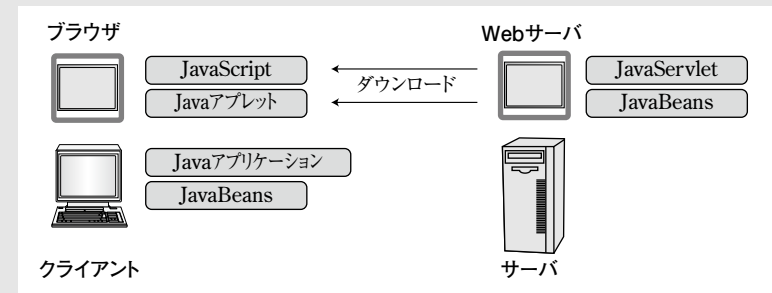 ブラウザ
Webサーバ
JavaScript
ダウンロード
JavaServlet
Javaアプレット
JavaBeans
Javaアプリケーション
JavaBeans
クライアント
サーバ